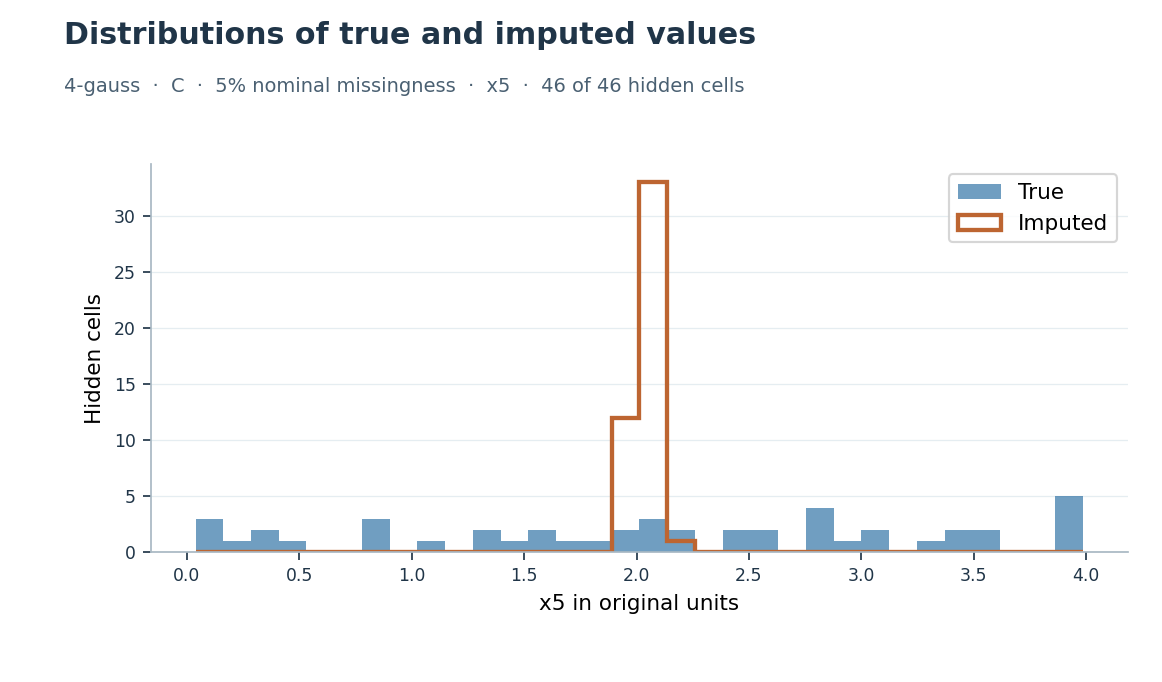 Distributions of true and imputed values
4-gauss · C · 5% nominal missingness · x5 · 46 of 46 hidden cells
True
Imputed
Hidden cells
30
25
20
15
10
5
0
0.0 0.5 1.0 1.5 2.0 2.5 3.0 3.5 4.0
x5 in original units